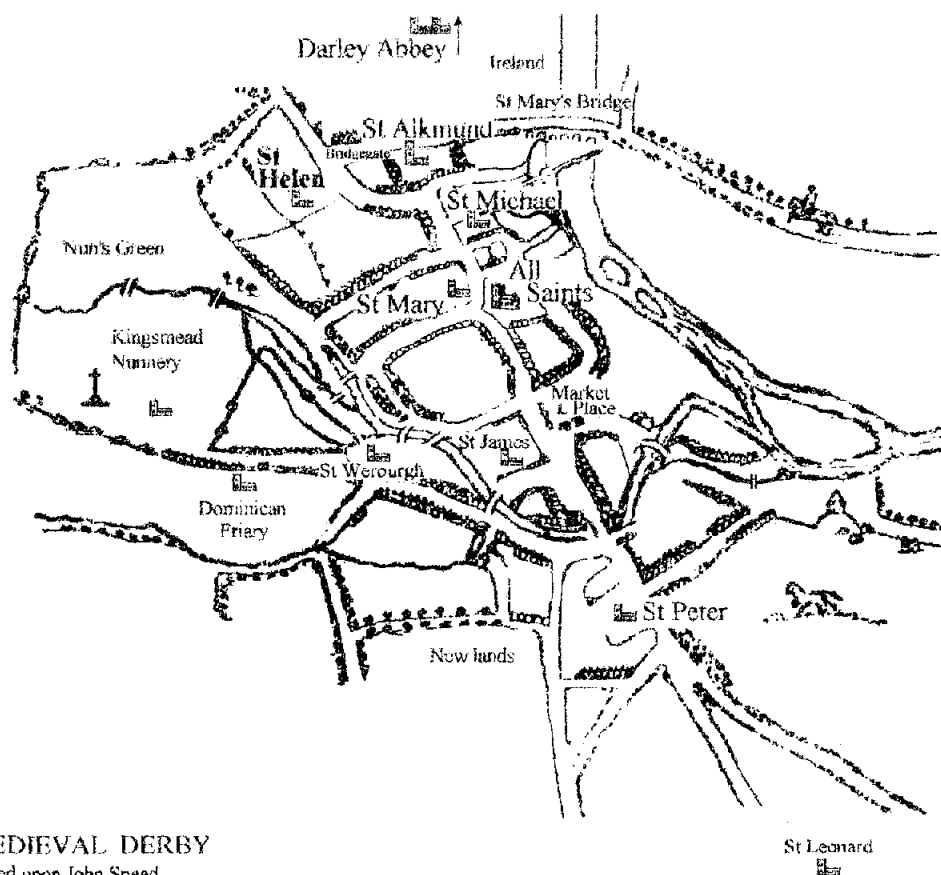 Darley Abbey
Ireland
St Mary's Bridge
St Alkmund
Bridgegate
St
Helen
St Michael
Nun's Green
All
Saints
St Mary
Kingsmead
Nunnery
Market
Place
St James
St Werourgh
Dominican
Friary
St Peter
New lands
EDIEVAL DERBY
ed upon John Speed
St Leonard